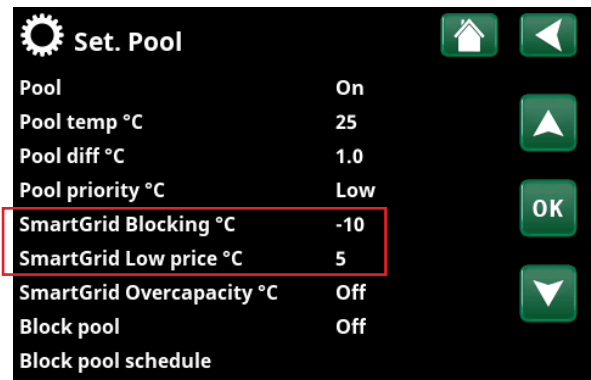 Set. Pool
Pool On
Pool temp °C 25
Pool diff °C 1.0
Pool priority °C Low
SmartGrid Blocking °C -10
SmartGrid Low price °C 5
SmartGrid Overcapacity °C Off
Block pool Off
Block pool schedule
OK